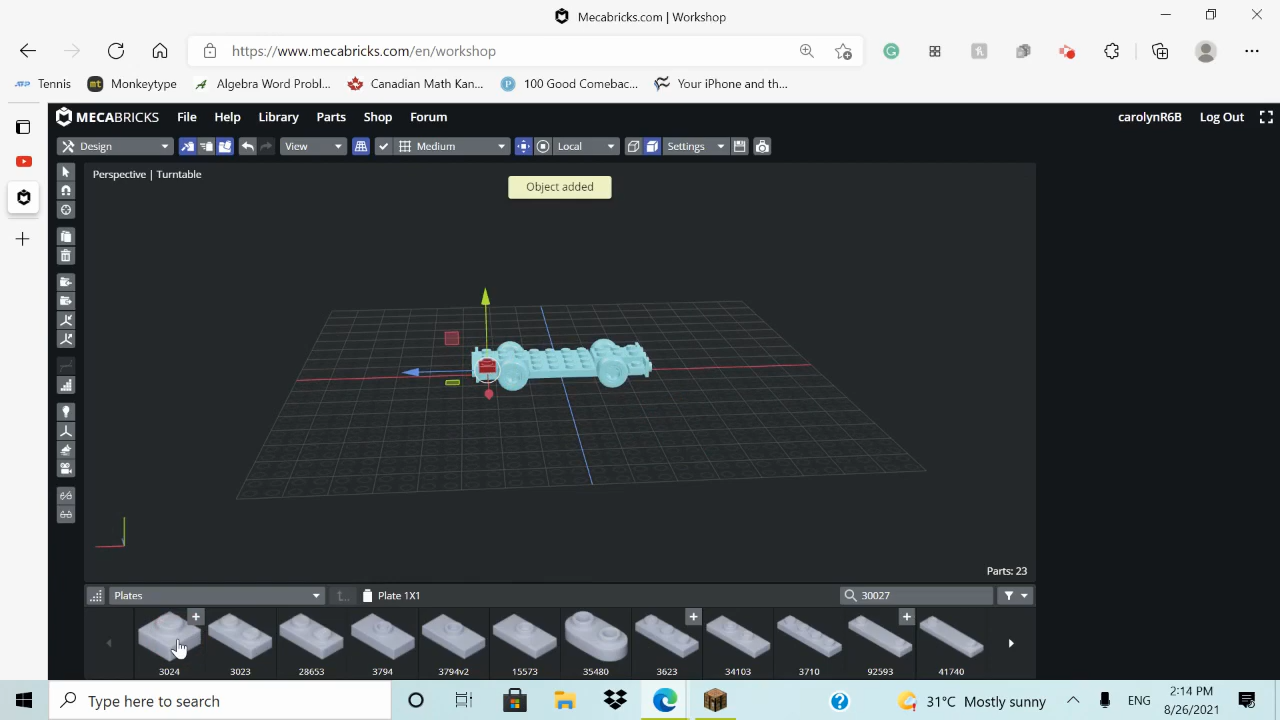 Mecabricks.com | Workshop
https://www.mecabricks.com/en/workshop
Tennis
Monkeytype
Algebra Word Probl...
Canadian Math Kan...
100 Good Comebac...
Your iPhone and th...
MECABRICKS File Help Library Parts Shop Forum carolynR6B Log Out
Design View Medium Local Settings
Perspective | Turntable
Object added
Parts: 23
Plates Plate 1X1 30027
3024 3023 28653 3794 3794v2 15573 35480 3623 34103 3710 92593 41740
Type here to search
31°C Mostly sunny
ENG
2:14 PM
8/26/2021